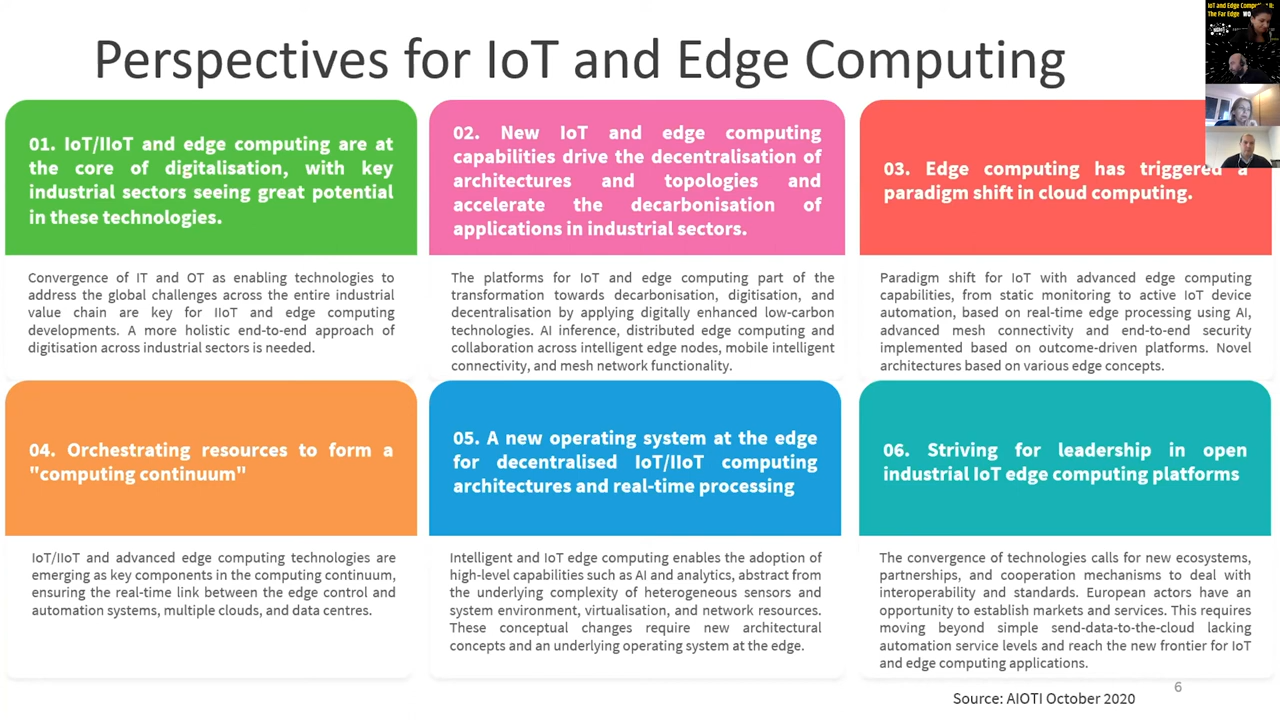 Perspectives for IoT and Edge Computing
IoT and Edge Computing II:
The Far Edge
01. IoT/IIoT and edge computing are at
the core of digitalisation, with key
industrial sectors seeing great potential
in these technologies.
Convergence of IT and OT as enabling technologies to
address the global challenges across the entire industrial
value chain are key for IIoT and edge computing
developments. A more holistic end-to-end approach of
digitisation across industrial sectors is needed.
02. New IoT and edge computing
capabilities drive the decentralisation of
architectures and topologies and
accelerate the decarbonisation of
applications in industrial sectors.
The platforms for IoT and edge computing part of the
transformation towards decarbonisation, digitisation, and
decentralisation by applying digitally enhanced low-carbon
technologies. AI inference, distributed edge computing and
collaboration across intelligent edge nodes, mobile intelligent
connectivity, and mesh network functionality.
03. Edge computing has triggered a
paradigm shift in cloud computing.
Paradigm shift for IoT with advanced edge computing
capabilities, from static monitoring to active IoT device
automation, based on real-time edge processing using AI,
advanced mesh connectivity and end-to-end security
implemented based on outcome-driven platforms. Novel
architectures based on various edge concepts.
04. Orchestrating resources to form a
"computing continuum"
IoT/IIoT and advanced edge computing technologies are
emerging as key components in the computing continuum,
ensuring the real-time link between the edge control and
automation systems, multiple clouds, and data centres.
05. A new operating system at the edge
for decentralised IoT/IIoT computing
architectures and real-time processing
Intelligent and IoT edge computing enables the adoption of
high-level capabilities such as AI and analytics, abstract from
the underlying complexity of heterogeneous sensors and
system environment, virtualisation, and network resources.
These conceptual changes require new architectural
concepts and an underlying operating system at the edge.
06. Striving for leadership in open
industrial IoT edge computing platforms
The convergence of technologies calls for new ecosystems,
partnerships, and cooperation mechanisms to deal with
interoperability and standards. European actors have an
opportunity to establish markets and services. This requires
moving beyond simple send-data-to-the-cloud lacking
automation service levels and reach the new frontier for IoT
and edge computing applications.
6
Source: AIOTI October 2020